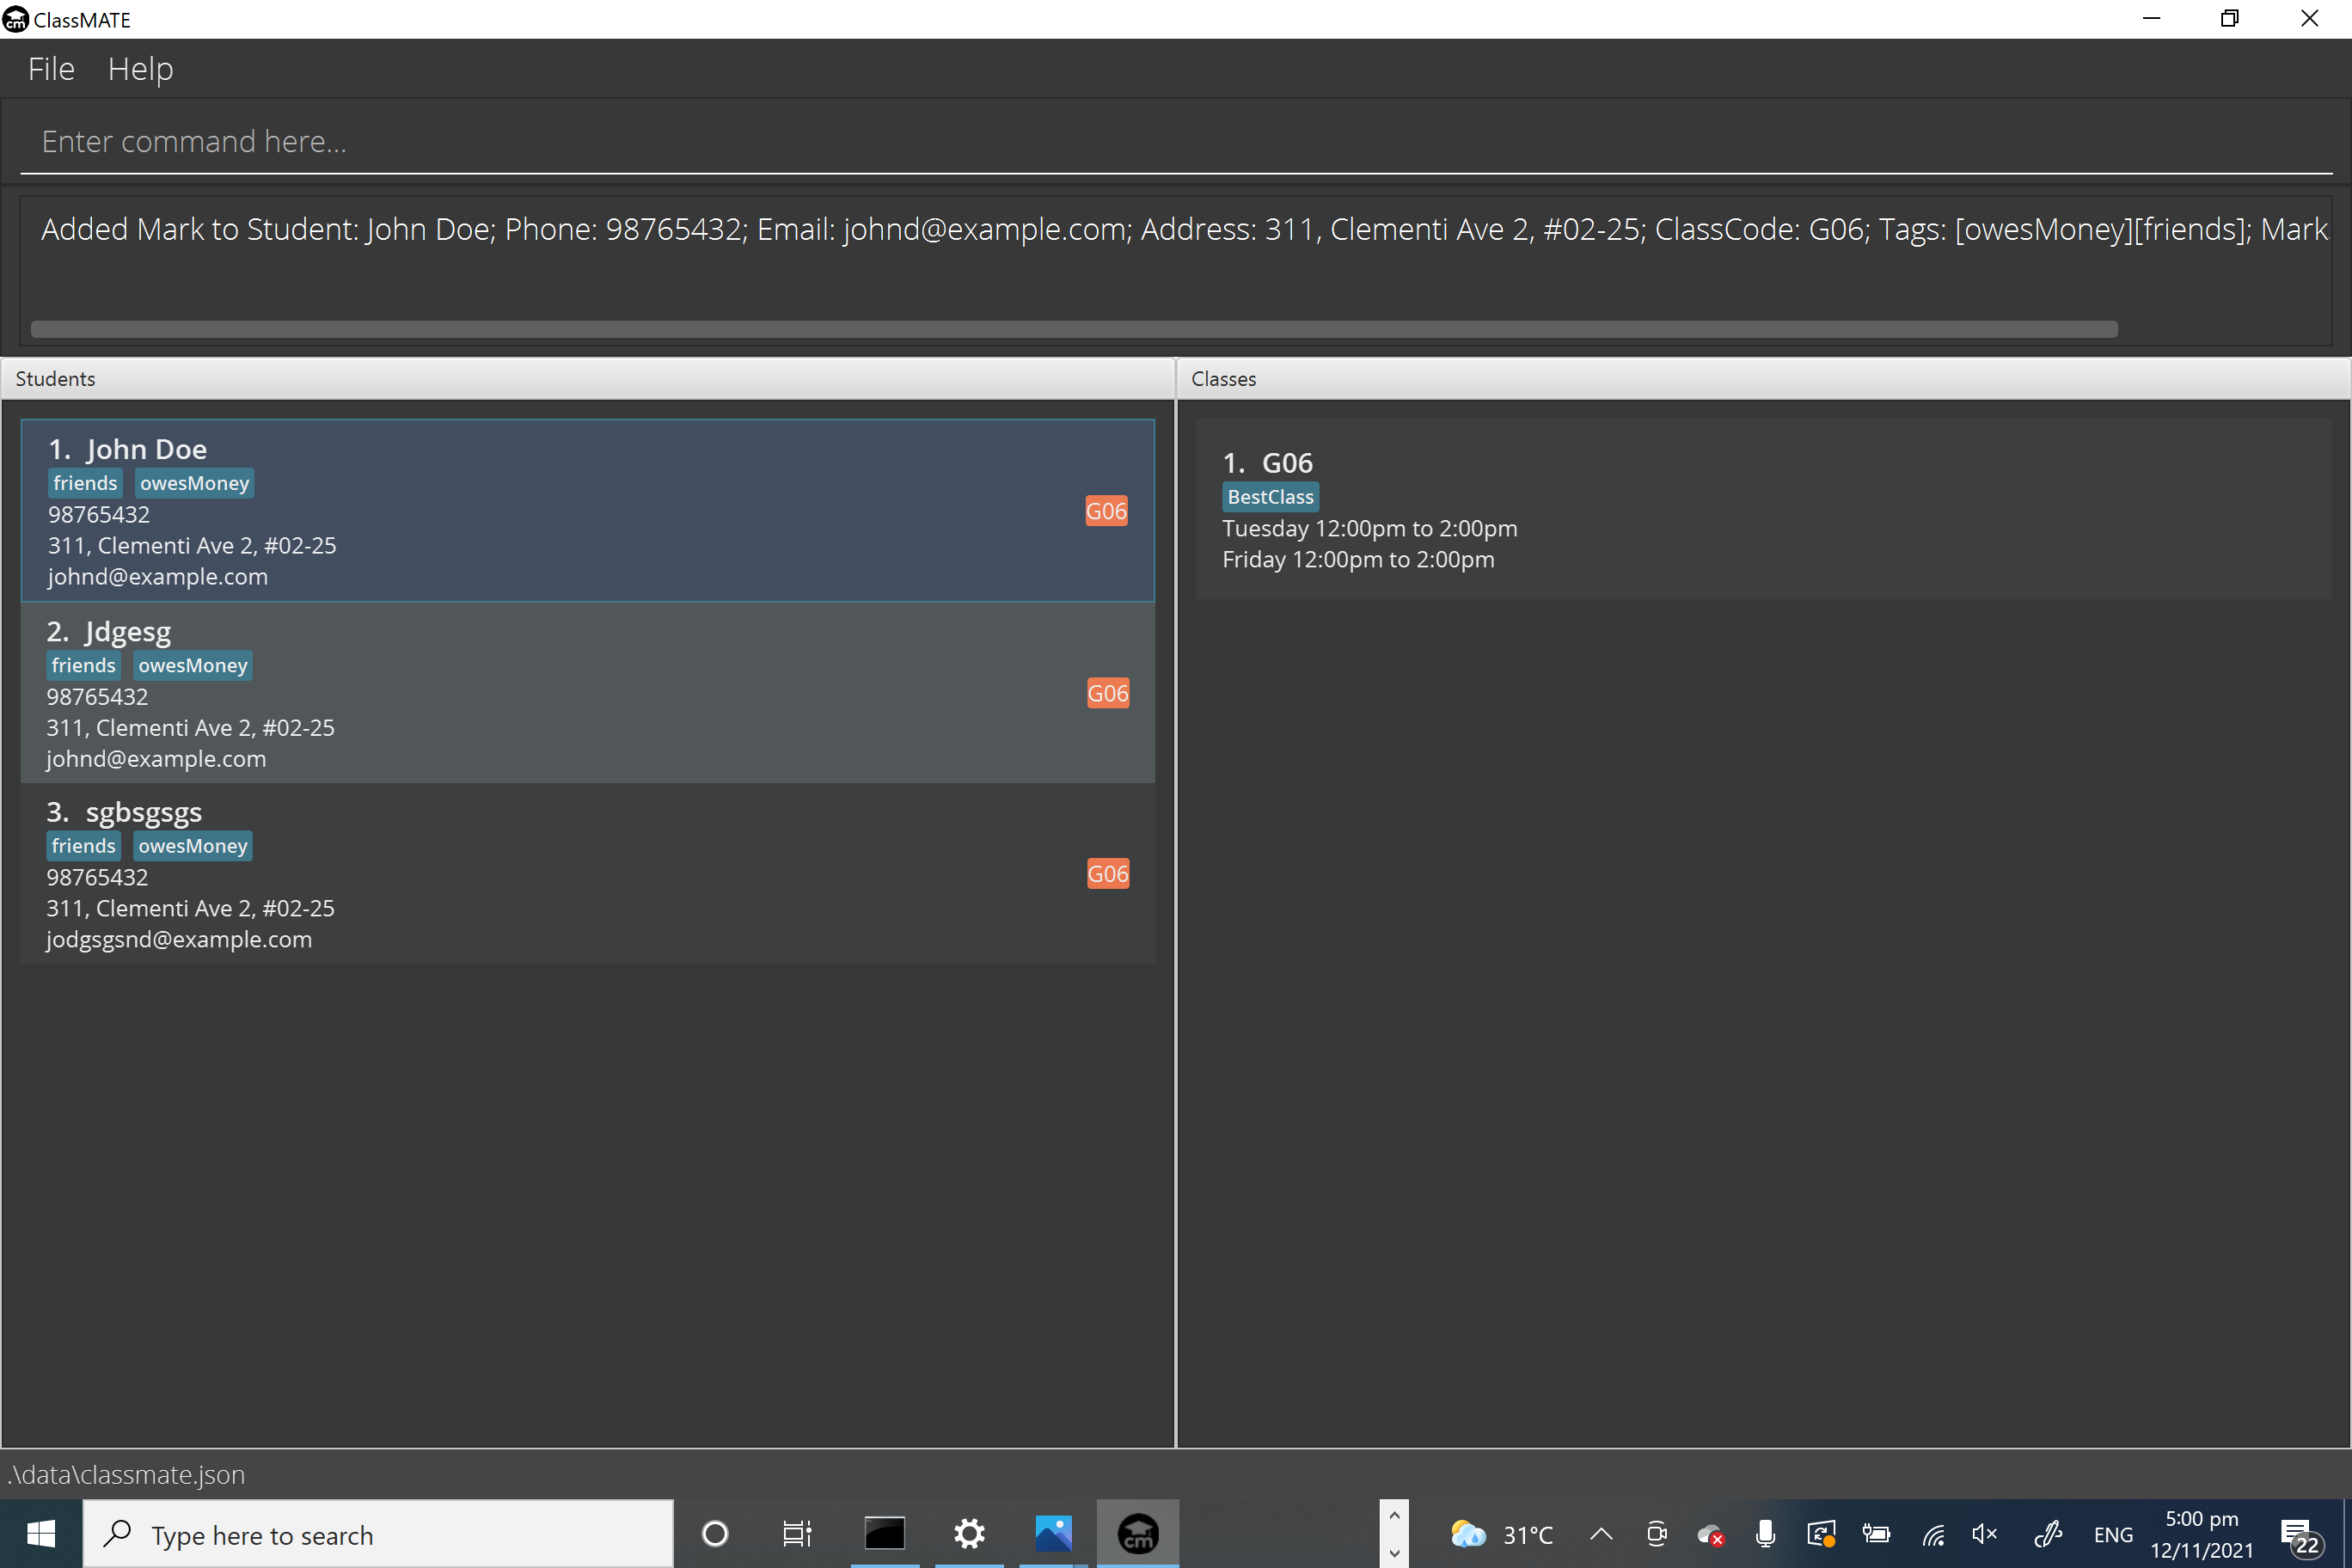 cm ClassMATE
File Help
Enter command here...
Added Mark to Student: John Doe; Phone: 98765432; Email: johnd@example.com; Address: 311, Clementi Ave 2, #02-25; ClassCode: G06; Tags: [owesMoney][friends]; Mark
Students
1. John Doe
friends owesMoney
98765432
G06
311, Clementi Ave 2, #02-25
johnd@example.com
2. Jdgesg
friends owesMoney
98765432
G06
311, Clementi Ave 2, #02-25
johnd@example.com
3. sgbsgsgs
friends owesMoney
98765432
G06
311, Clementi Ave 2, #02-25
jodgsgsnd@example.com
Classes
1. G06
BestClass
Tuesday 12:00pm to 2:00pm
Friday 12:00pm to 2:00pm
.\data\classmate.json
Type here to search
cm
31°C
ENG
5:00 pm
12/11/2021
22